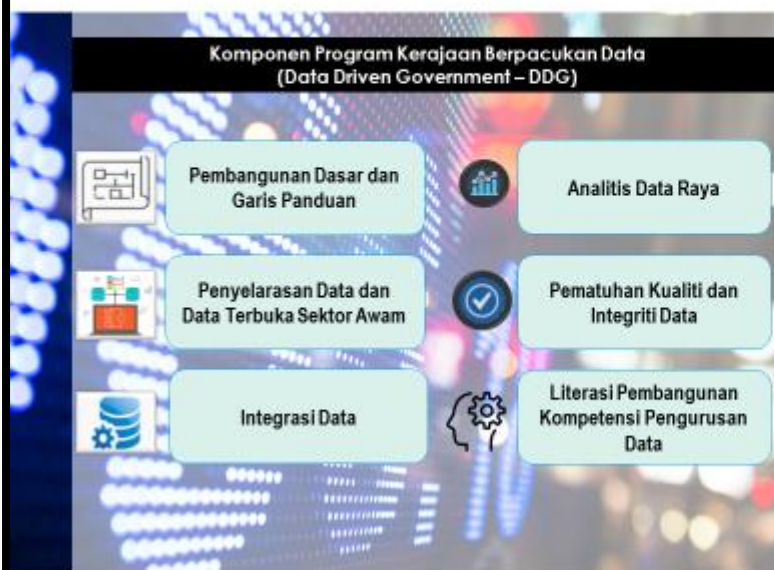 Komponen Program Kerajaan Berpacukan Data
(Data Driven Government – DDG)
Pembangunan Dasar dan
Garis Panduan
Analitis Data Raya
Penyelarasan Data dan
Data Terbuka Sektor Awam
Pematuhan Kualiti dan
Integriti Data
Integrasi Data
Literasi Pembangunan
Kompetensi Pengurusan
Data